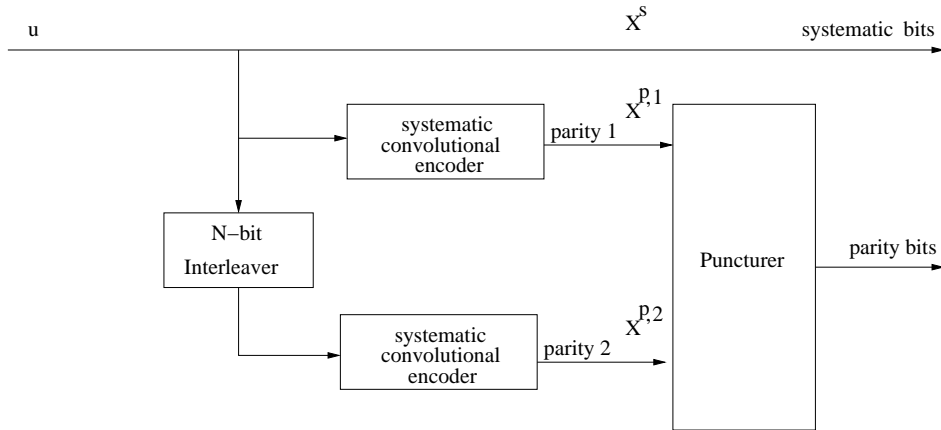 u
X^s
systematic bits
systematic
convolutional
encoder
parity 1
X^p,1
N-bit
Interleaver
Puncturer
parity bits
systematic
convolutional
encoder
parity 2
X^p,2